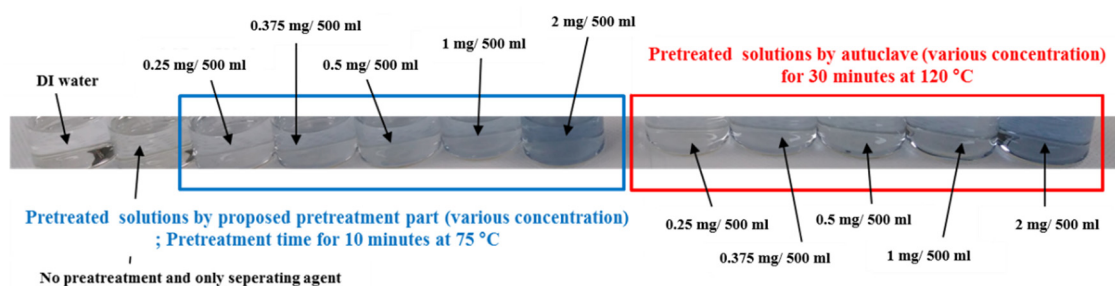 2 mg/ 500 ml
0.375 mg/ 500 ml
1 mg/ 500 ml
0.25 mg/ 500 ml
0.5 mg/ 500 ml
DI water
Pretreated solutions by autuclave (various concentration)
for 30 minutes at 120 °C
Pretreated solutions by proposed pretreatment part (various concentration)
; Pretreatment time for 10 minutes at 75 °C
No preatreatment and only seperating agent
0.25 mg/ 500 ml
0.5 mg/ 500 ml
2 mg/ 500 ml
0.375 mg/ 500 ml
1 mg/ 500 ml